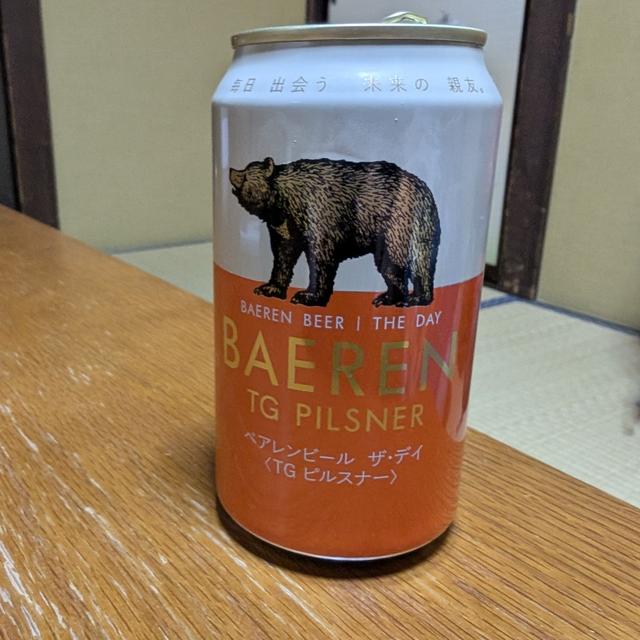 毎日 出会う 未来の 親友。
BAEREN BEER | THE DAY
BAEREN
TG PILSNER
ベアレンビール ザ・デイ
〈TG ピルスナー〉